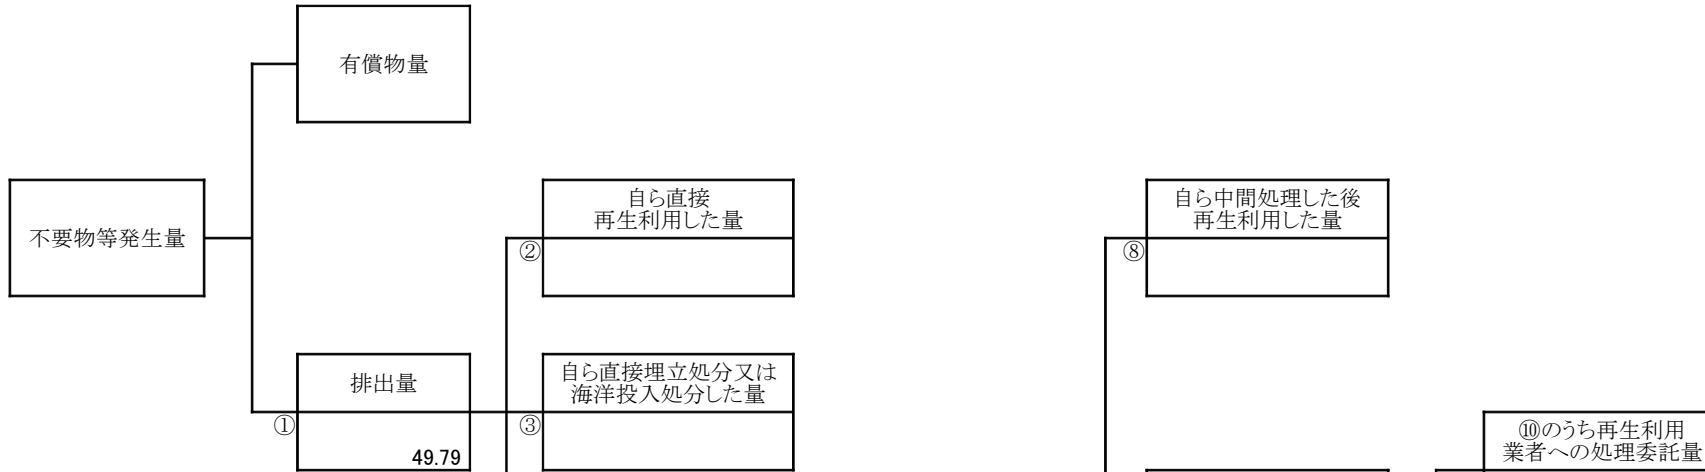 有償物量
不要物等発生量
自ら直接
再生利用した量
②
自ら中間処理した後
再生利用した量
⑧
排出量
①
49.79
自ら直接埋立処分又は
海洋投入処分した量
③
⑩のうち再生利用
業者への処理委託量